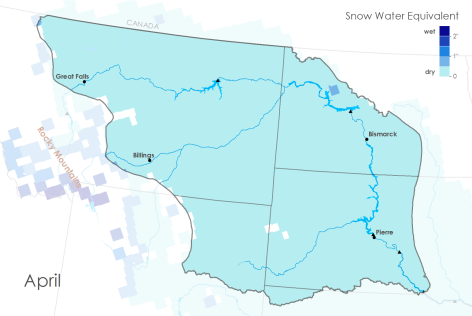 Snow Water Equivalent
wet
2"
1"
dry
0
CANADA
Great Falls
Bismarck
Rocky Mountains
Billings
Pierre
April